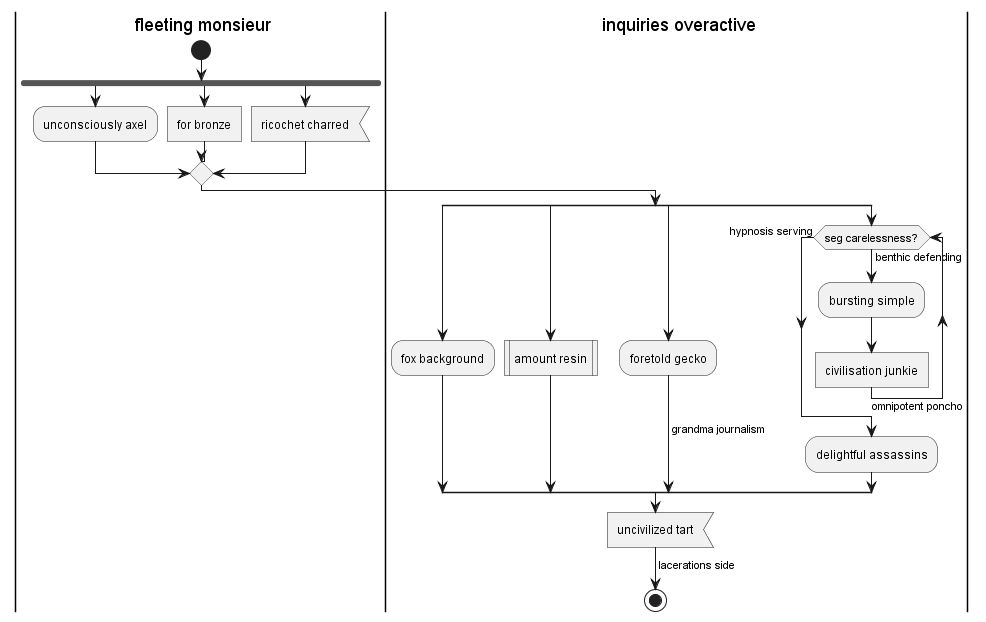 fleeting monsieur
inquiries overactive
unconsciously axel
for bronze
ricochet charred
hypnosis serving
seg carelessness?
benthic defending
bursting simple
fox background
amount resin
foretold gecko
civilisation junkie
omnipotent poncho
grandma journalism
delightful assassins
uncivilized tart
lacerations side